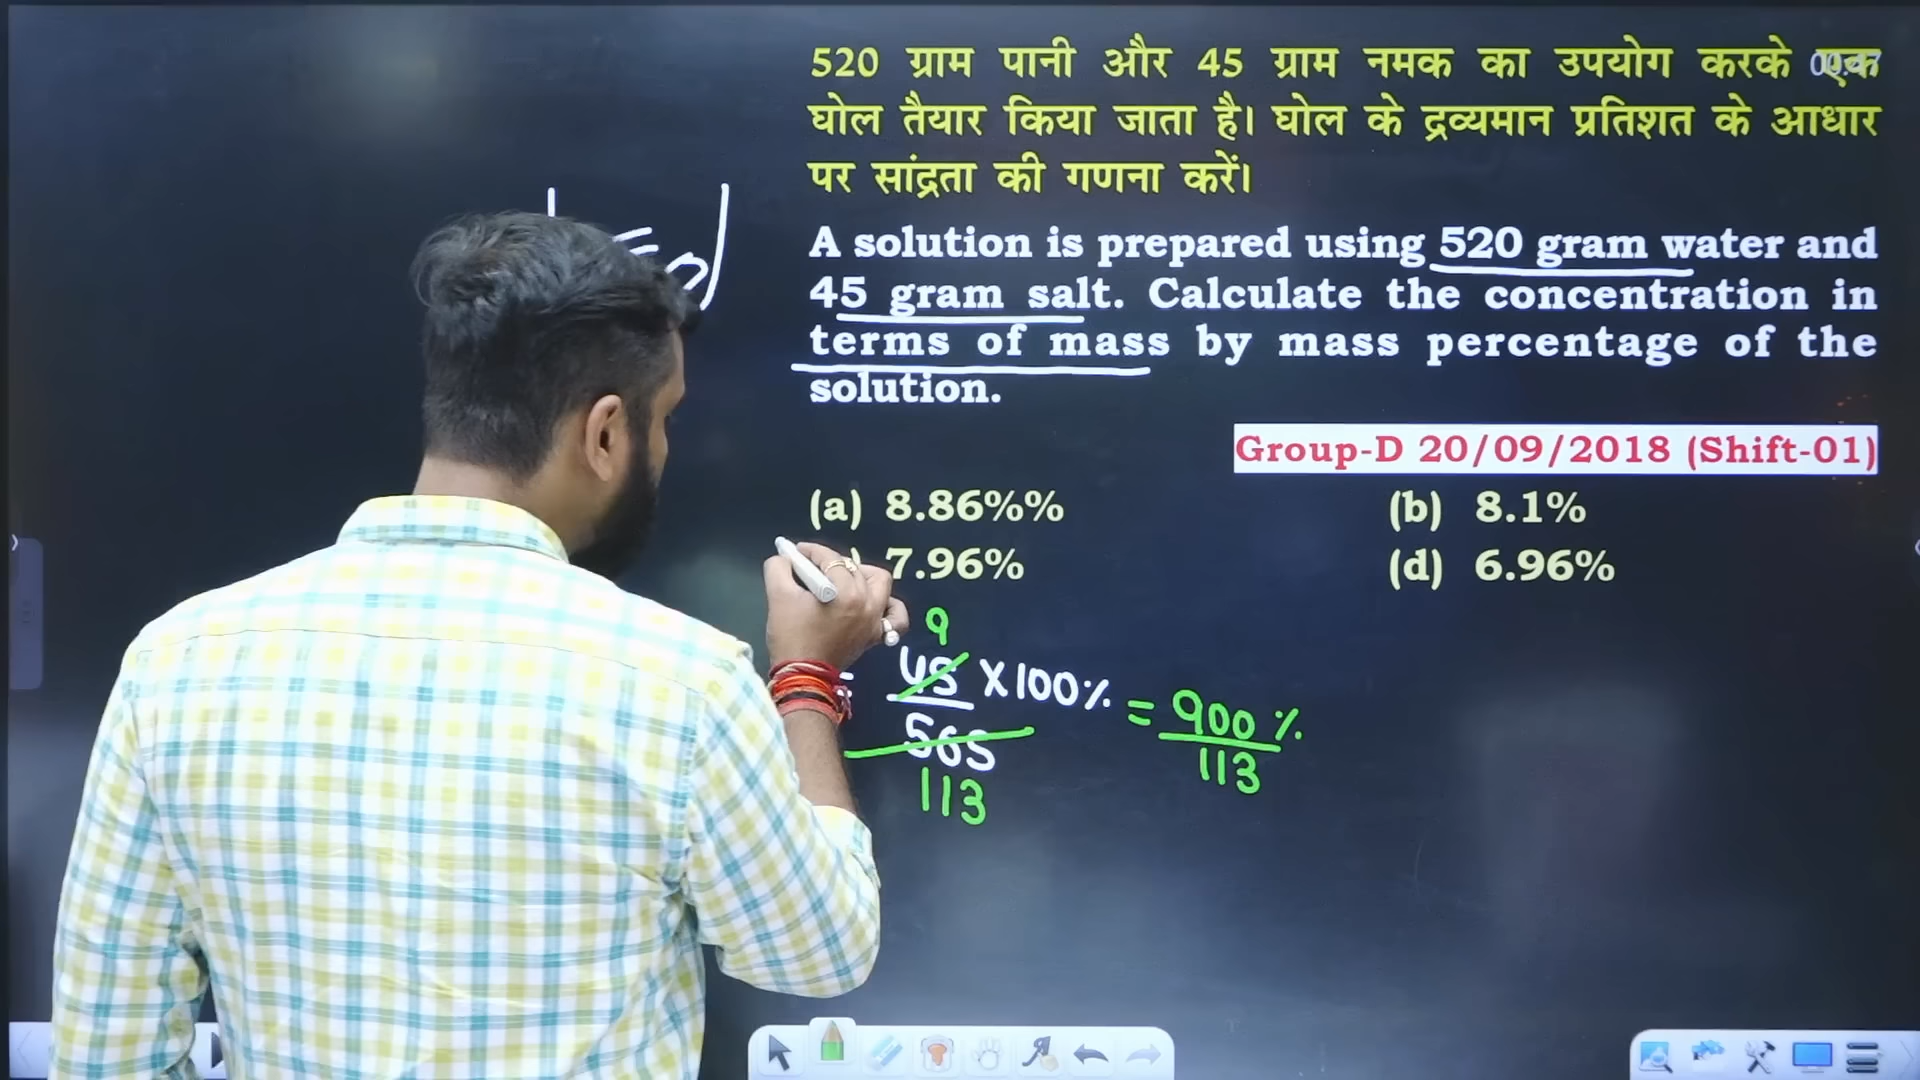 520 ग्राम पानी और 45 ग्राम नमक का उपयोग करके एक
घोल तैयार किया जाता है। घोल के द्रव्यमान प्रतिशत के आधार
पर सांद्रता की गणना करें।
A solution is prepared using 520 gram water and
45 gram salt. Calculate the concentration in
terms of mass by mass percentage of the
solution.
Group-D 20/09/2018 (Shift-01)
(a) 8.86%%
(b) 8.1%
7.96%
(d) 6.96%
9
45 X 100%
565
113
= 900 %
113